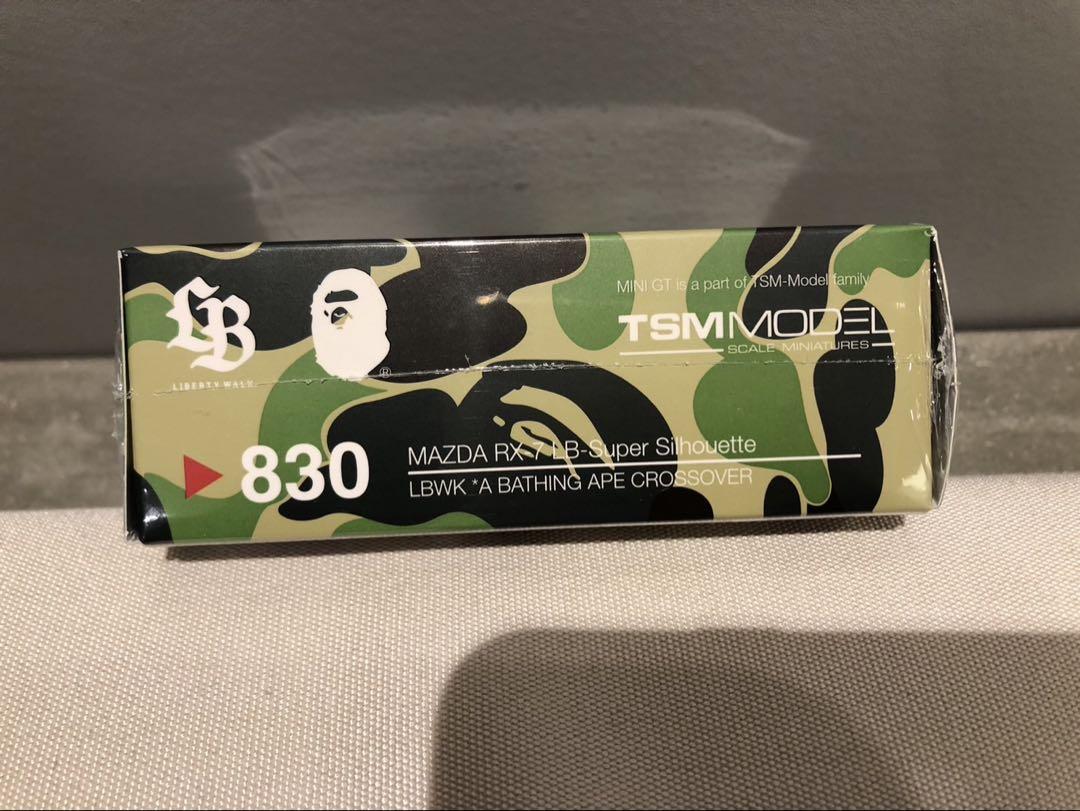 LB
LIBERTY WALK
®
MINI GT is a part of TSM-Model family
TSMMODEL™
SCALE MINIATURES
830
MAZDA RX-7 LB-Super Silhouette
LBWK *A BATHING APE CROSSOVER